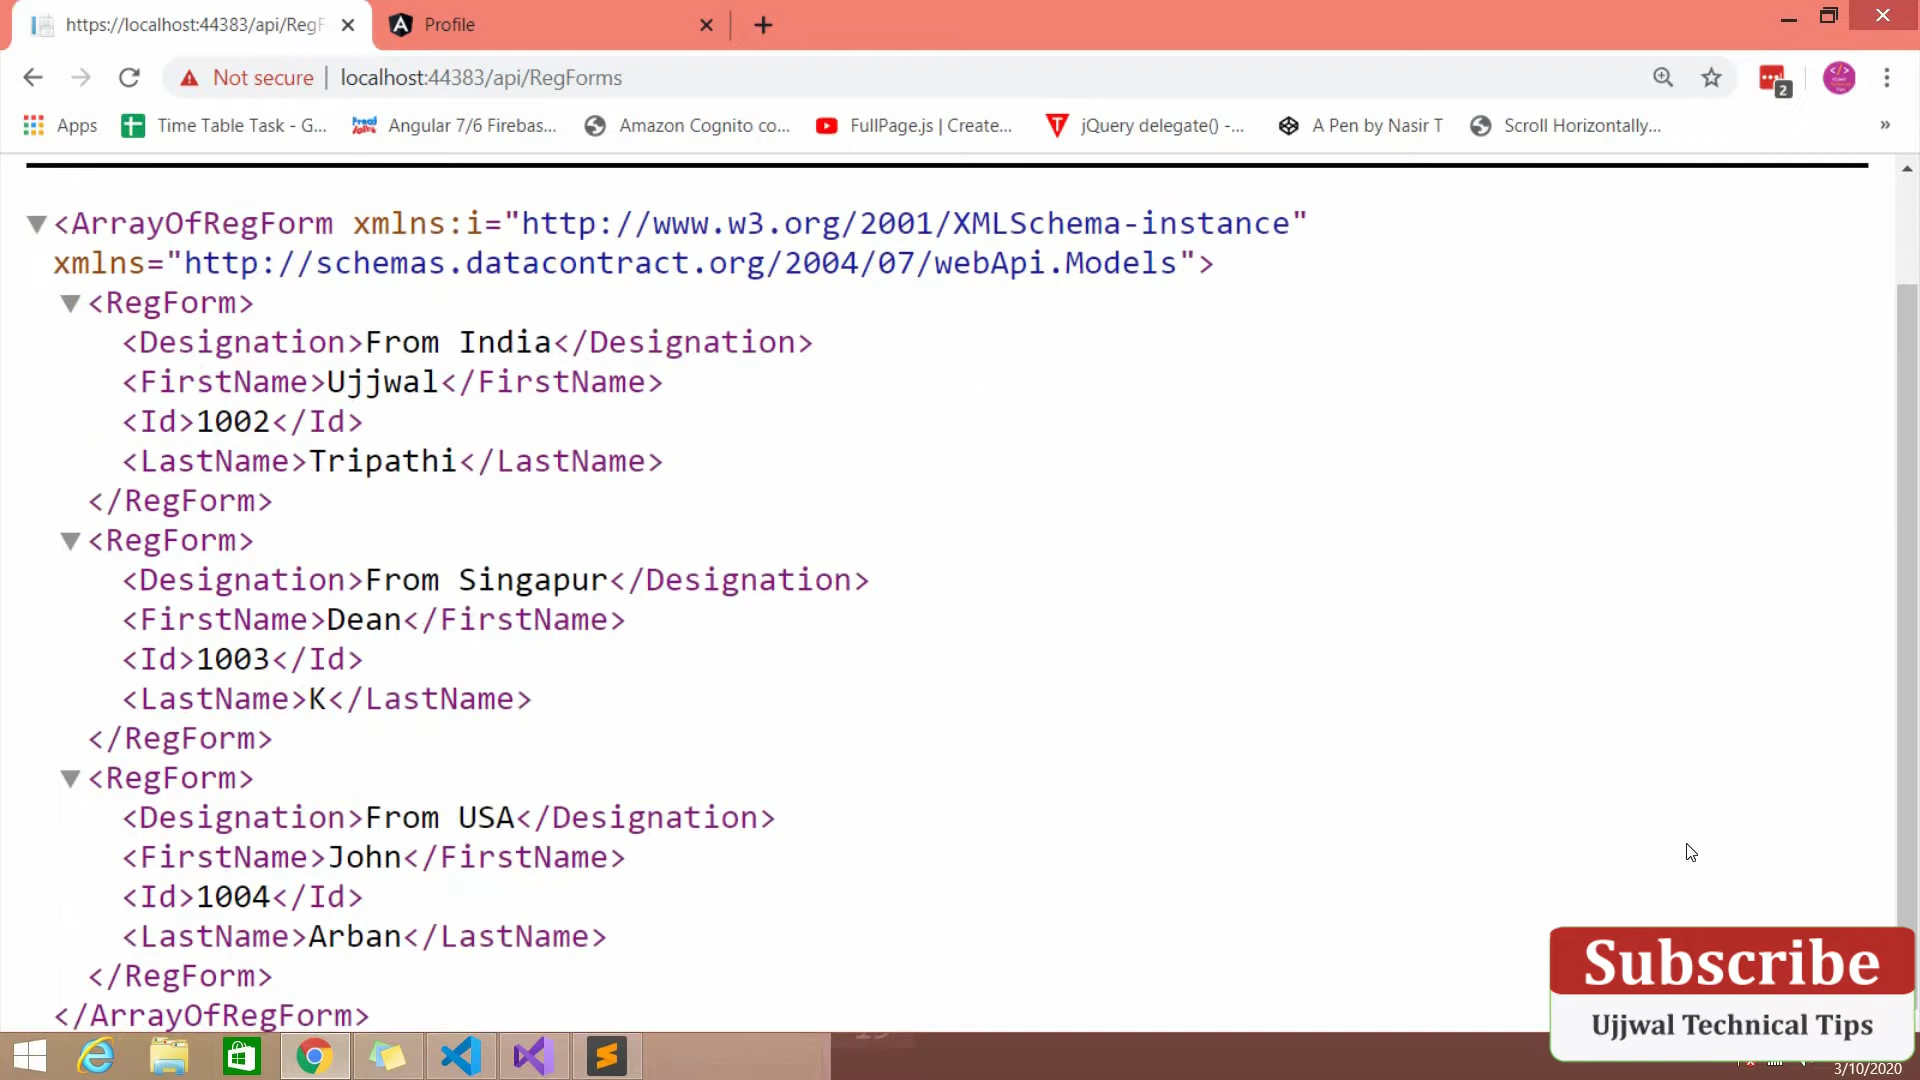 https://localhost:44383/api/RegF
Profile
Not secure
localhost:44383/api/RegForms
2
Apps
Time Table Task - G...
Angular 7/6 Firebas...
Amazon Cognito co...
FullPage.js | Create...
jQuery delegate() -...
A Pen by Nasir T
Scroll Horizontally...
»
<ArrayOfRegForm xmlns:i="http://www.w3.org/2001/XMLSchema-instance"
xmlns="http://schemas.datacontract.org/2004/07/webApi.Models">
<RegForm>
<Designation>From India</Designation>
<FirstName>Ujjwal</FirstName>
<Id>1002</Id>
<LastName>Tripathi</LastName>
</RegForm>
<RegForm>
<Designation>From Singapur</Designation>
<FirstName>Dean</FirstName>
<Id>1003</Id>
<LastName>K</LastName>
</RegForm>
<RegForm>
<Designation>From USA</Designation>
<FirstName>John</FirstName>
<Id>1004</Id>
<LastName>Arban</LastName>
</RegForm>
</ArrayOfRegForm>
Subscribe
Ujjwal Technical Tips
3/10/2020